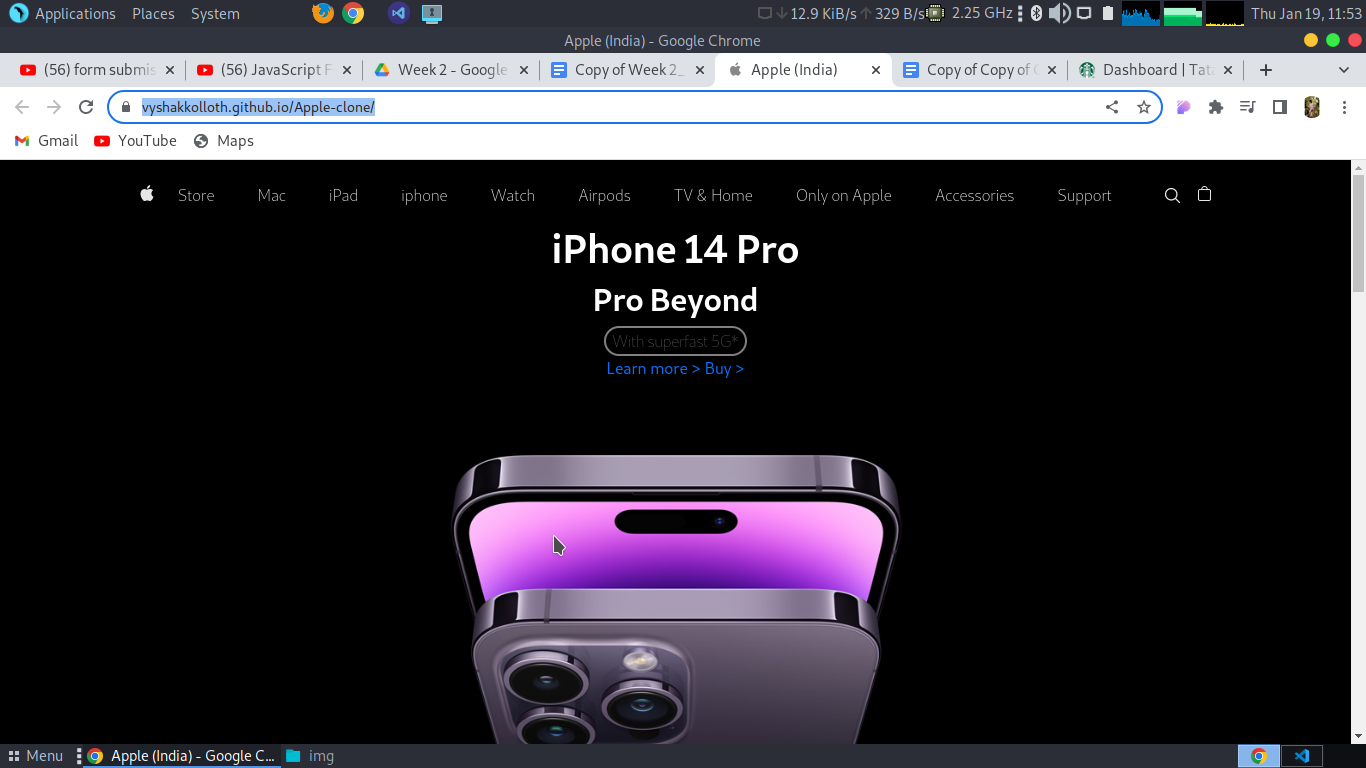 Applications Places System 12.9 KiB/s 329 B/s 2.25 GHz Thu Jan 19, 11:53
Apple (India) - Google Chrome
(56) form submis (56) JavaScript F Week 2 - Google Copy of Week 2_ Apple (India) Copy of Copy of Dashboard | Tata
vyshakkolloth.github.io/Apple-clone/
Gmail YouTube Maps
Store Mac iPad iphone Watch Airpods TV & Home Only on Apple Accessories Support
iPhone 14 Pro
Pro Beyond
With superfast 5G*
Learn more > Buy >
Menu Apple (India) - Google C... img